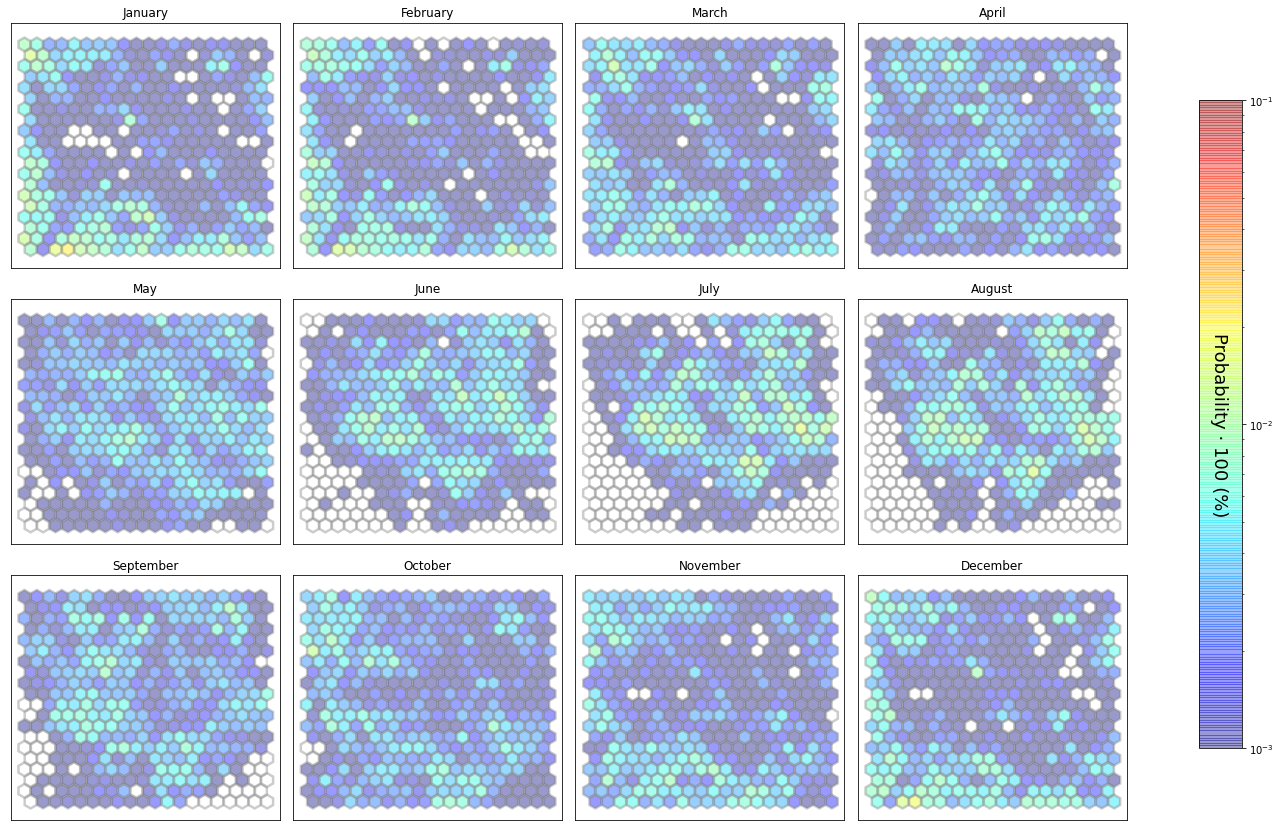 January
February
March
April
May
June
July
August
September
October
November
December
10⁻¹
10⁻²
10⁻³
Probability · 100 (%)